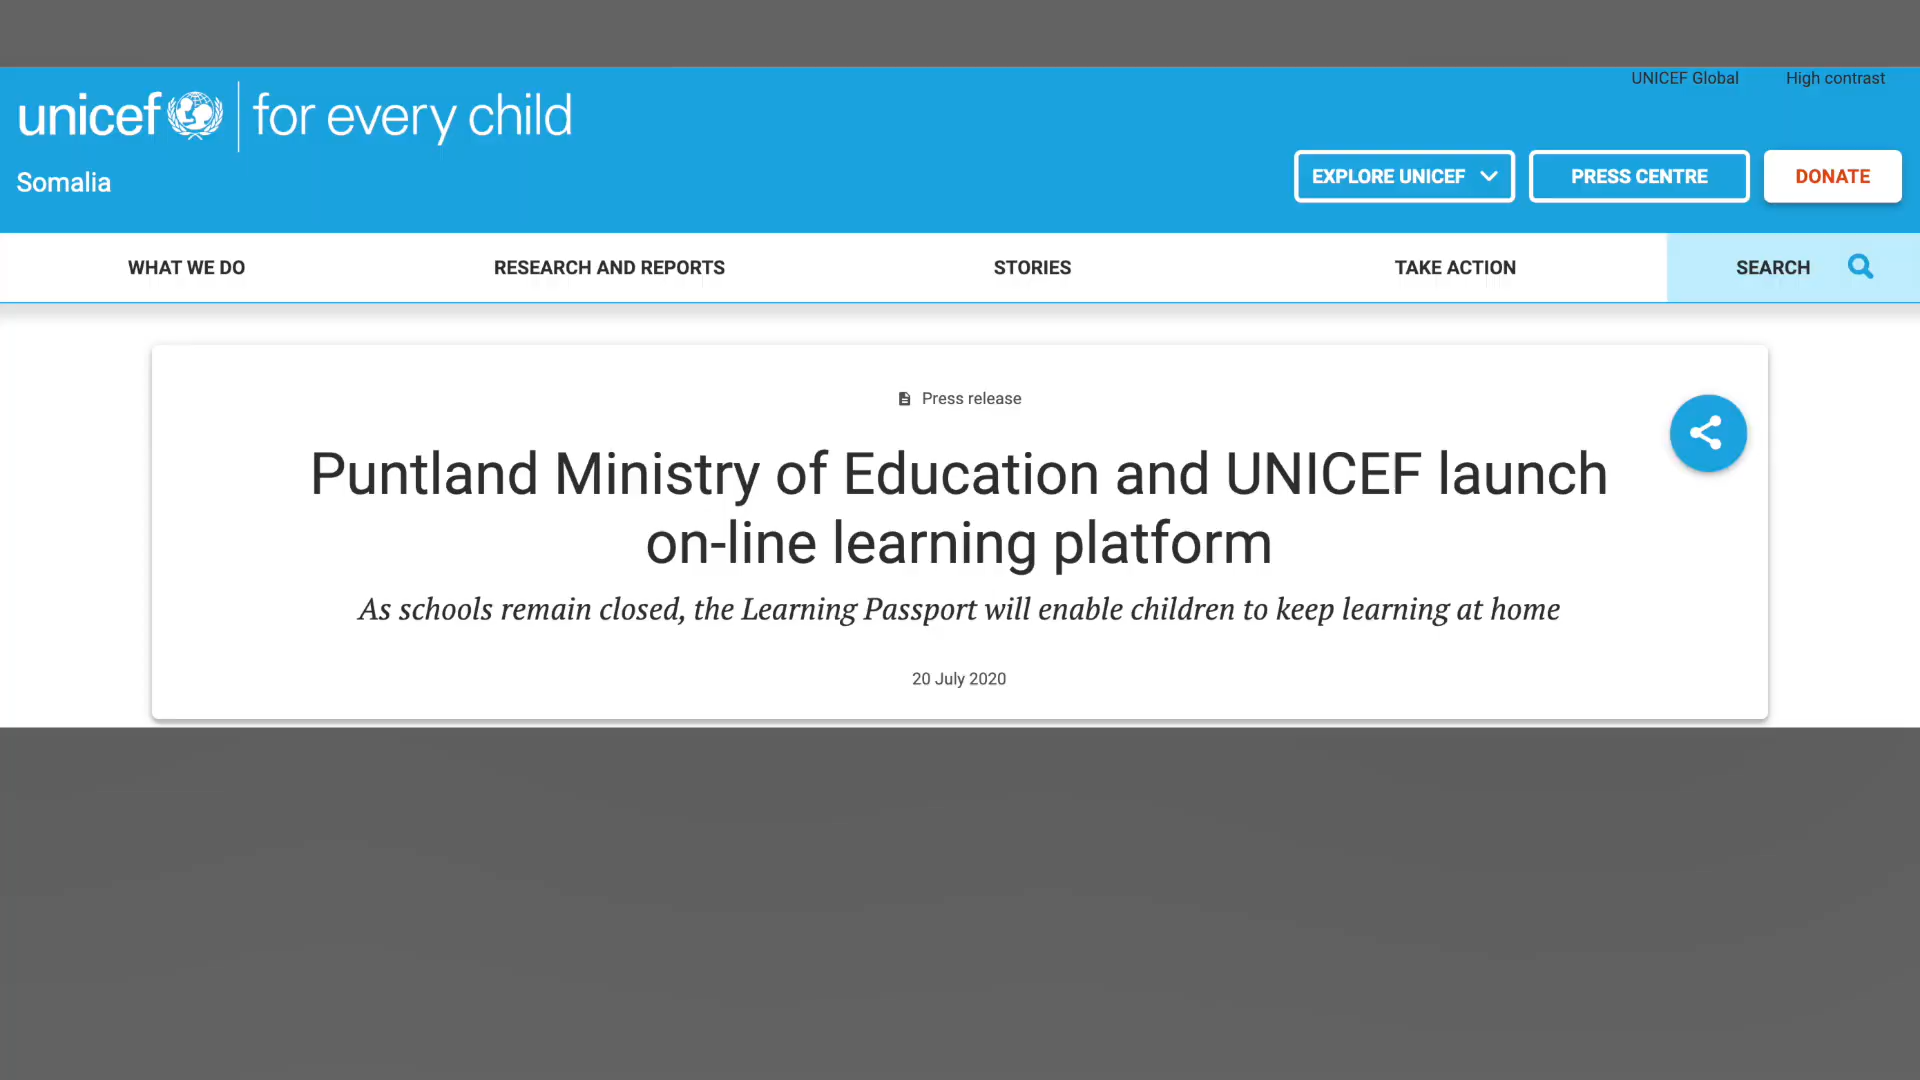 UNICEF Global High contrast
unicef for every child
Somalia
EXPLORE UNICEF PRESS CENTRE DONATE
WHAT WE DO RESEARCH AND REPORTS STORIES TAKE ACTION SEARCH
Press release
Puntland Ministry of Education and UNICEF launch
on-line learning platform
As schools remain closed, the Learning Passport will enable children to keep learning at home
20 July 2020